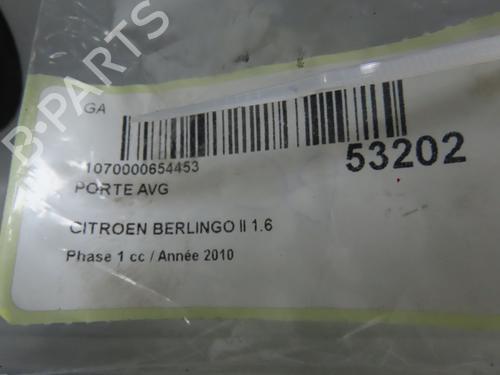 GA
1070000654453
53202
PORTE AVG
CITROEN BERLINGO II 1.6
Phase 1 cc / Année 2010
B-PARTS